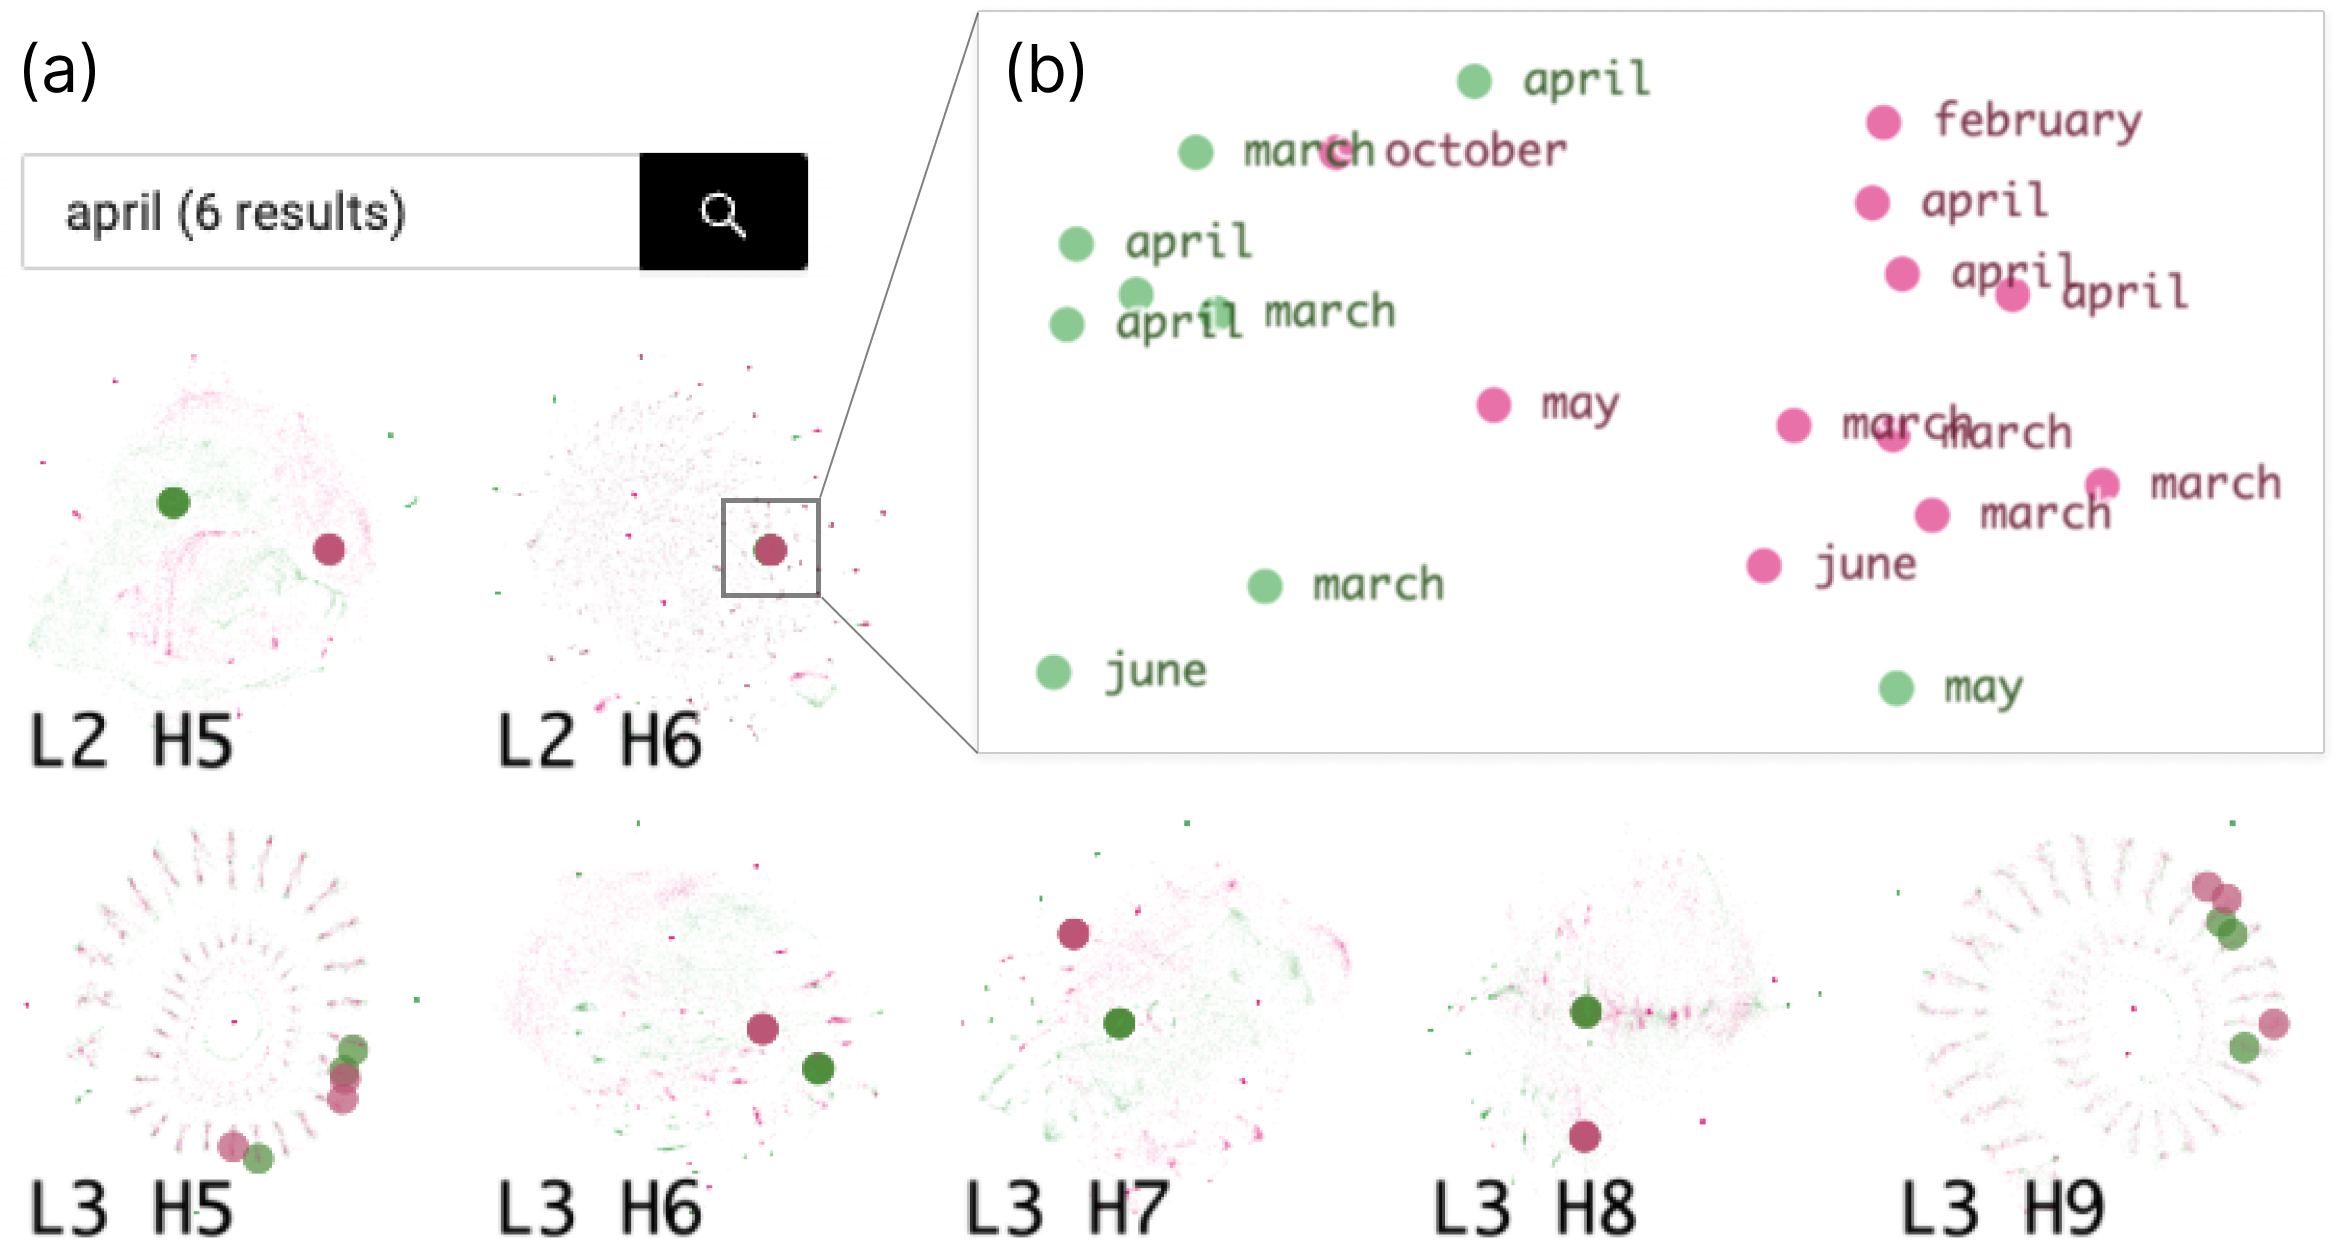 (a)
april (6 results)
(b)
april
february
march
october
april
april
april
april
april
march
may
march
march
march
march
june
march
june
may
L2 H5
L2 H6
L3 H5
L3 H6
L3 H7
L3 H8
L3 H9